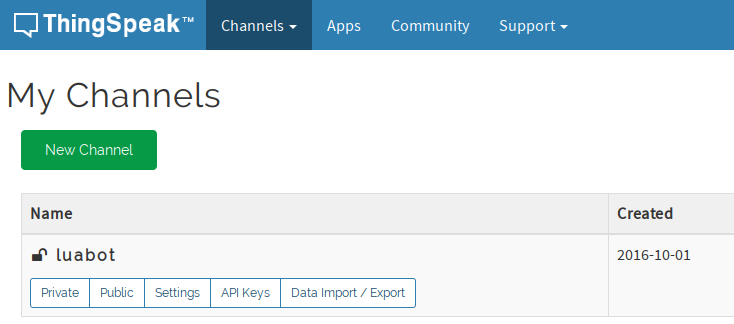 ThingSpeak™ Channels Apps Community Support
My Channels
New Channel
Name Created
luabot 2016-10-01
Private Public Settings API Keys Data Import / Export